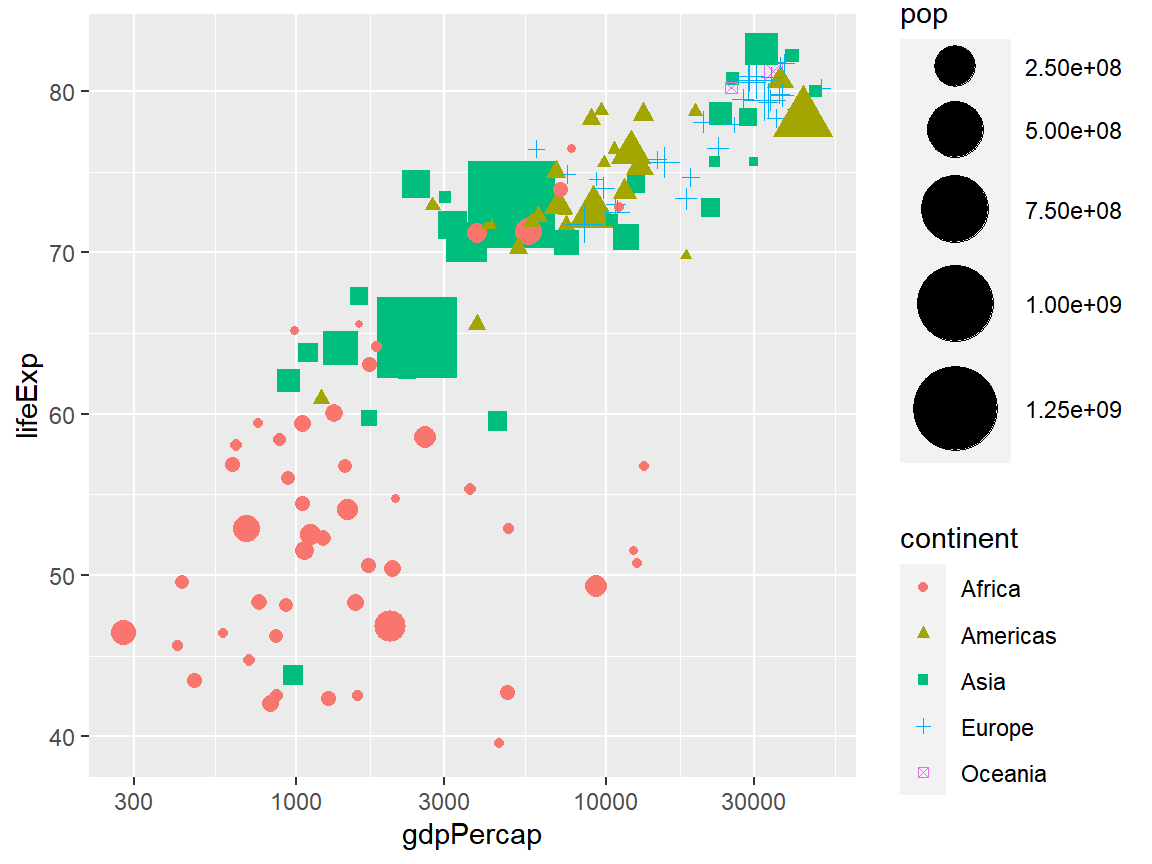 pop
2.50e+08
5.00e+08
7.50e+08
1.00e+09
1.25e+09
continent
Africa
Americas
Asia
Europe
Oceania
lifeExp
80
70
60
50
40
300 1000 3000 10000 30000
gdpPercap